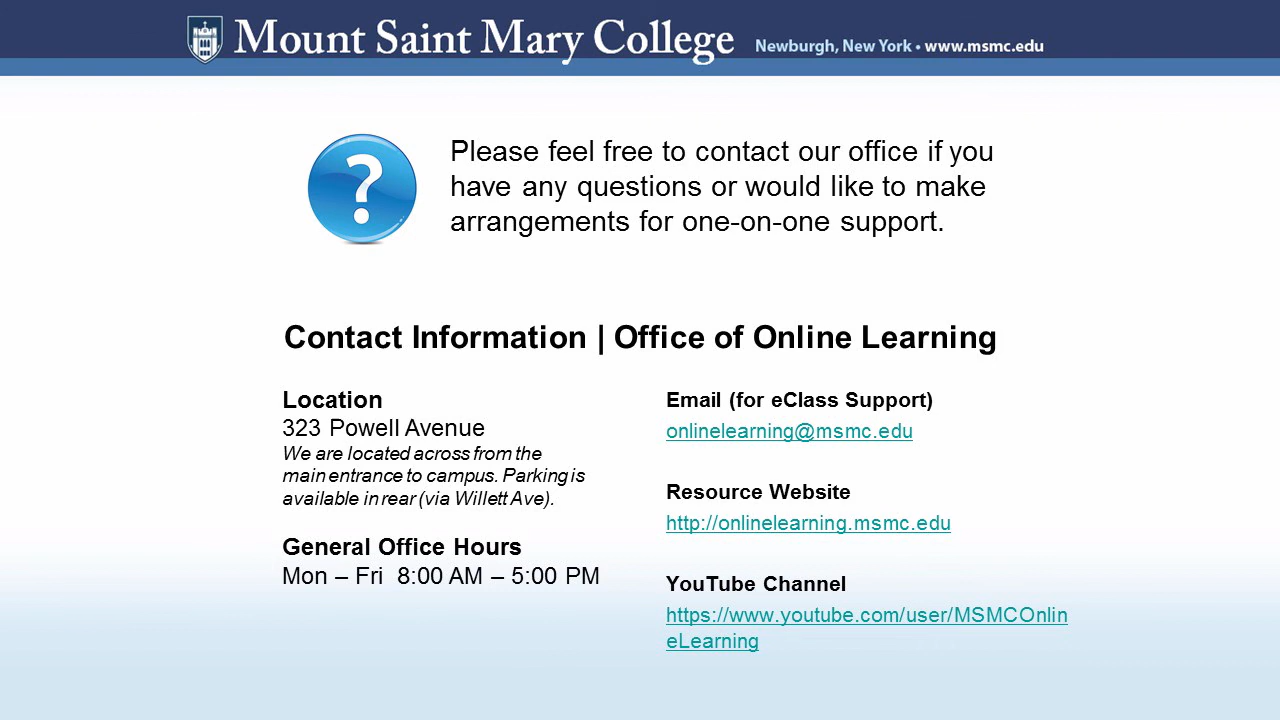 Mount Saint Mary College Newburgh, New York • www.msmc.edu
?
Please feel free to contact our office if you
have any questions or would like to make
arrangements for one-on-one support.
Contact Information | Office of Online Learning
Location
323 Powell Avenue
We are located across from the
main entrance to campus. Parking is
available in rear (via Willett Ave).
General Office Hours
Mon – Fri  8:00 AM – 5:00 PM
Email (for eClass Support)
onlinelearning@msmc.edu
Resource Website
http://onlinelearning.msmc.edu
YouTube Channel
https://www.youtube.com/user/MSMCOnlin
eLearning